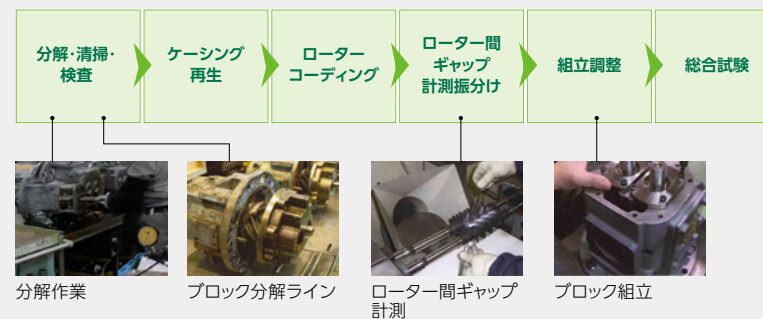 分解・清掃・
検査
ケーシング
再生
ローター
コーディング
ローター間
ギャップ
計測振分け
組立調整
総合試験
分解作業
ブロック分解ライン
ローター間ギャップ
計測
ブロック組立